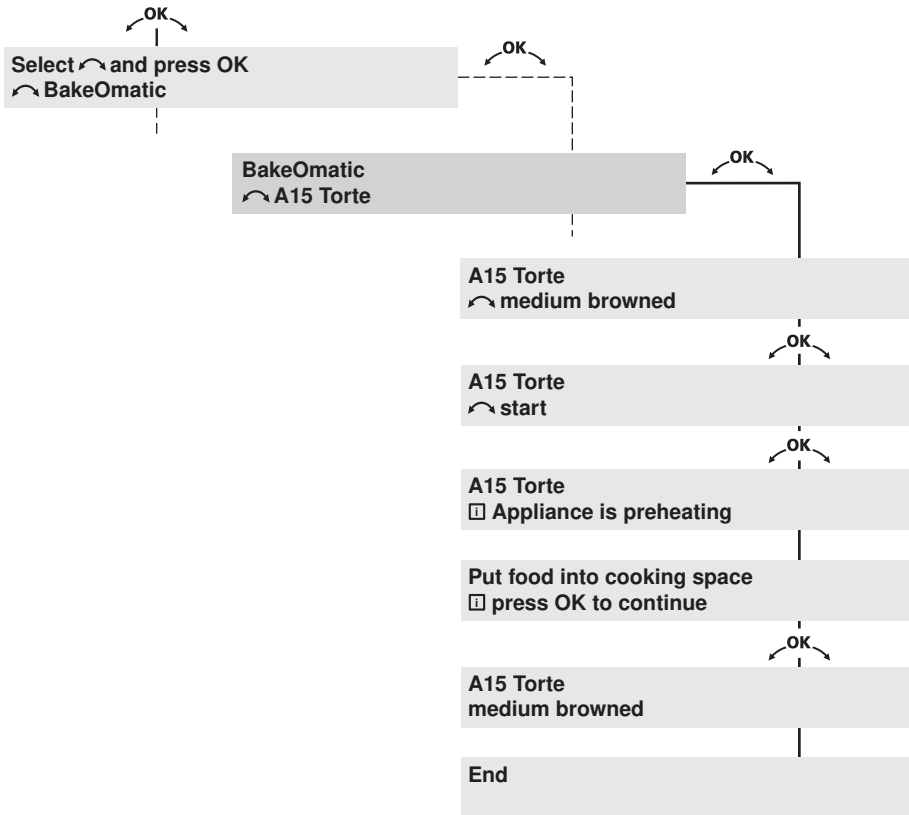 OK
Select and press OK
BakeOmatic
OK
BakeOmatic
A15 Torte
OK
A15 Torte
medium browned
OK
A15 Torte
start
OK
A15 Torte
i Appliance is preheating
Put food into cooking space
i press OK to continue
OK
A15 Torte
medium browned
End